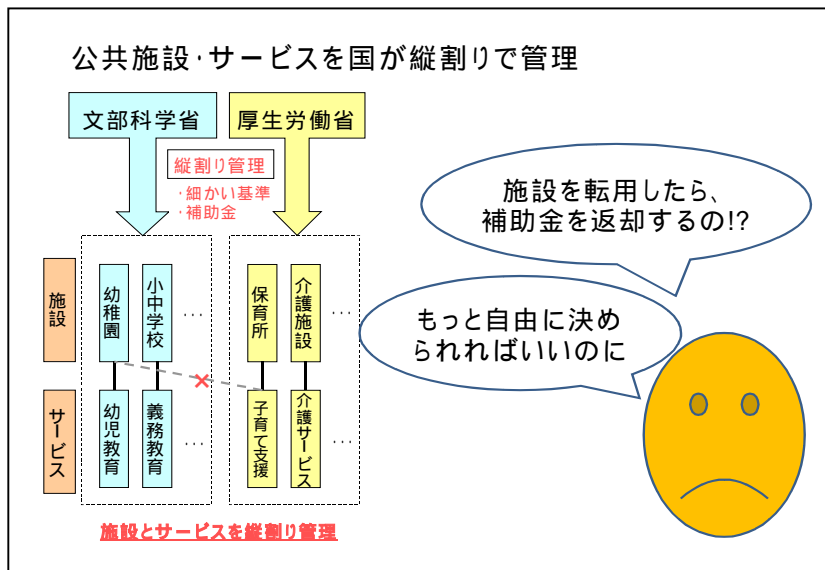 公共施設・サービスを国が縦割りで管理
文部科学省
厚生労働省
縦割り管理
・細かい基準
・補助金
施設を転用したら、
補助金を返却するの!?
もっと自由に決め
られればいいのに
施設
幼稚園
小中学校
…
保育所
介護施設
…
サービス
幼児教育
義務教育
…
子育て支援
介護サービス
…
施設とサービスを縦割り管理